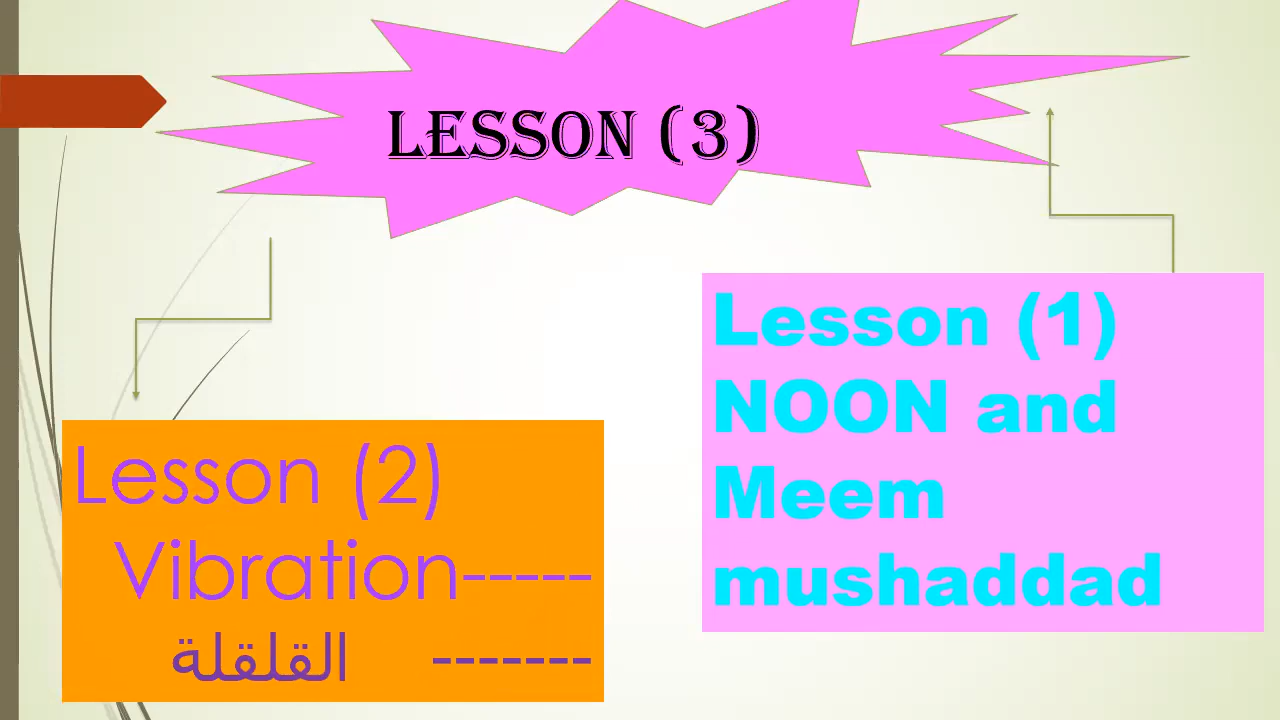 LESSON (3)
Lesson (1)
NOON and
Meem
mushaddad
Lesson (2)
Vibration-----
القلقلة -------